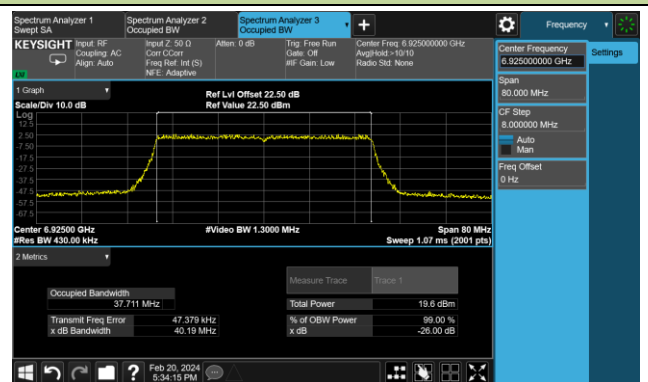 Spectrum Analyzer 1
Swept SA
Spectrum Analyzer 2
Occupied BW
Spectrum Analyzer 3
Occupied BW
Frequency
KEYSIGHT
Input: RF
Coupling: AC
Align: Auto
Input Z: 50 Ω
Corr CCorr
Freq Ref: Int (S)
NFE: Adaptive
Atten: 0 dB
Trig: Free Run
Gate: Off
#IF Gain: Low
Center Freq: 6.925000000 GHz
Avg|Hold:>10/10
Radio Std: None
LXI
1 Graph
Scale/Div 10.0 dB
Ref Lvl Offset 22.50 dB
Ref Value 22.50 dBm
Log
12.5
2.50
-7.50
-17.5
-27.5
-37.5
-47.5
-57.5
-67.5
Center 6.92500 GHz
#Res BW 430.00 kHz
#Video BW 1.3000 MHz
Span 80 MHz
Sweep 1.07 ms (2001 pts)
2 Metrics
Measure Trace
Trace 1
Occupied Bandwidth
37.711 MHz
Total Power
19.6 dBm
Transmit Freq Error
47.379 kHz
% of OBW Power
99.00 %
x dB Bandwidth
40.19 MHz
x dB
-26.00 dB
Center Frequency
6.925000000 GHz
Settings
Span
80.000 MHz
CF Step
8.000000 MHz
Auto
Man
Freq Offset
0 Hz
?
Feb 20, 2024
5:34:15 PM